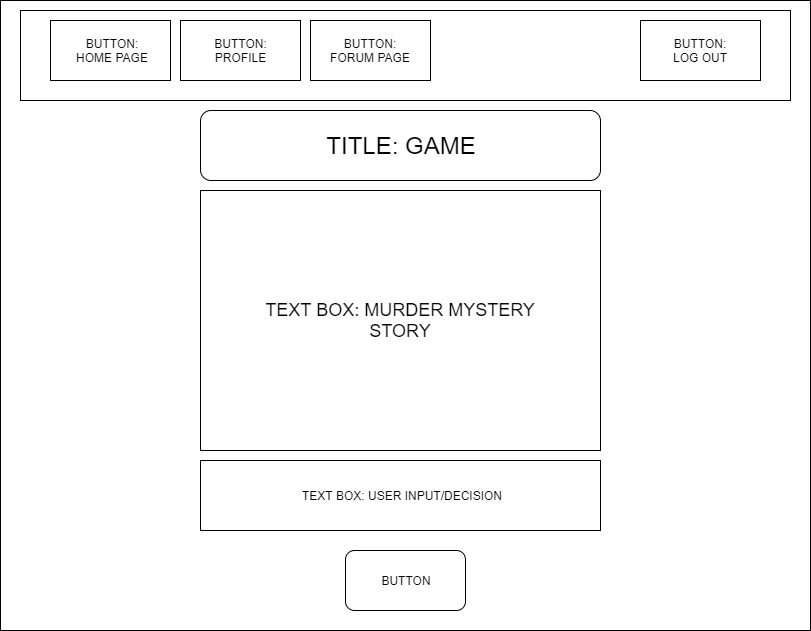 BUTTON:
HOME PAGE
BUTTON:
PROFILE
BUTTON:
FORUM PAGE
BUTTON:
LOG OUT
TITLE: GAME
TEXT BOX: MURDER MYSTERY
STORY
TEXT BOX: USER INPUT/DECISION
BUTTON